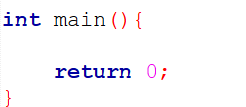 int main(){
return 0;
}